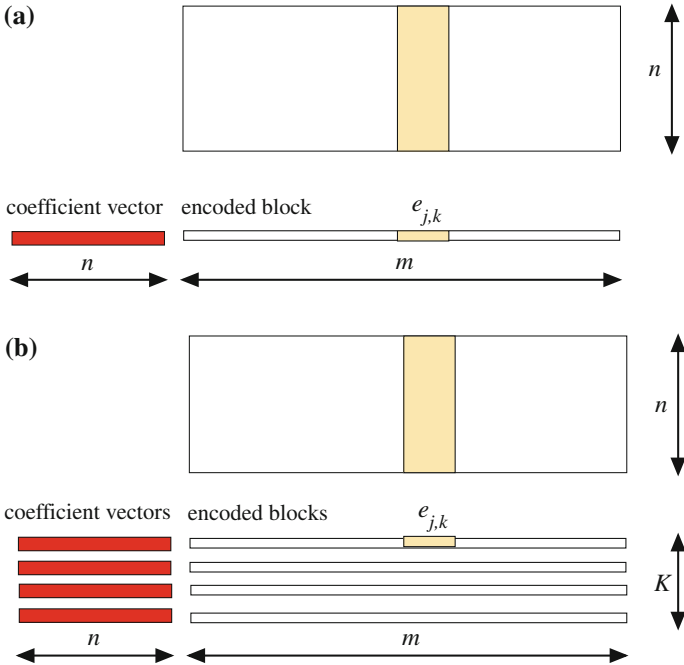 (a)
n
coefficient vector encoded block e_{j,k}
n m
(b)
n
coefficient vectors encoded blocks e_{j,k}
K
n m